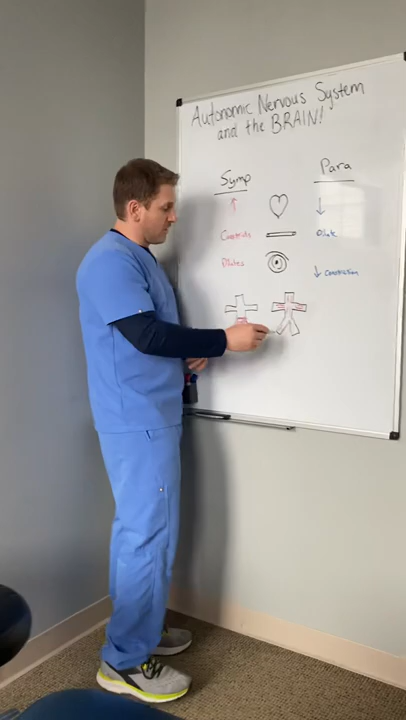 Autonomic Nervous System
and the BRAIN!
Symp Para
↑ ↓
Constricts Dilate
Dilates
↓ Constriction